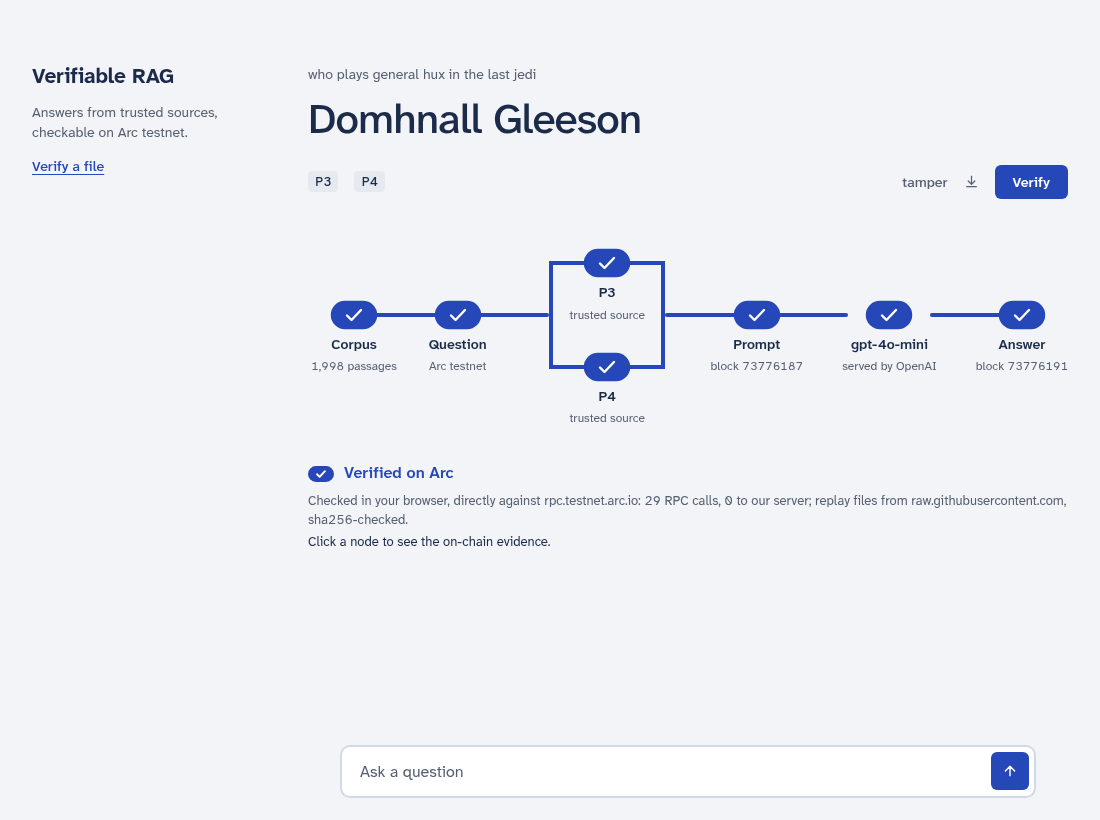 Verifiable RAG
Answers from trusted sources,
checkable on Arc testnet.
Verify a file
who plays general hux in the last jedi
Domhnall Gleeson
P3 P4 tamper Verify
P3
trusted source
Corpus Question Prompt gpt-4o-mini Answer
1,998 passages Arc testnet block 73776187 served by OpenAI block 73776191
P4
trusted source
Verified on Arc
Checked in your browser, directly against rpc.testnet.arc.io: 29 RPC calls, 0 to our server; replay files from raw.githubusercontent.com,
sha256-checked.
Click a node to see the on-chain evidence.
Ask a question